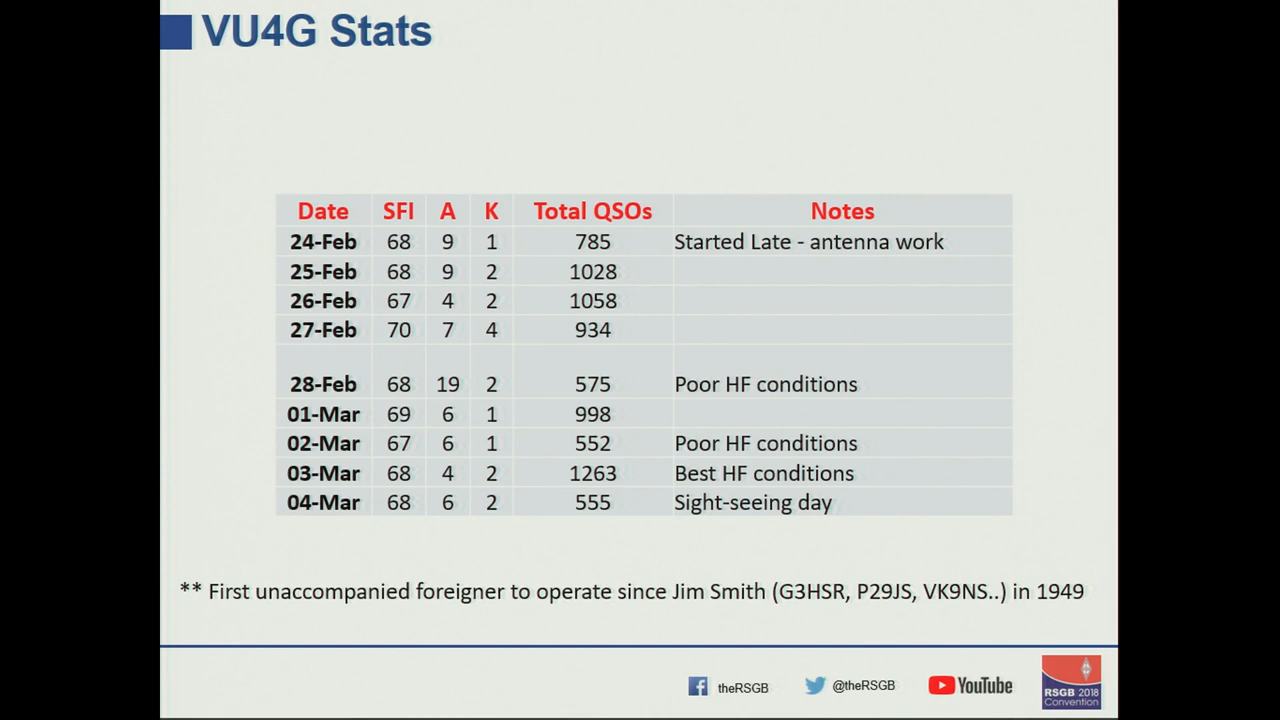 VU4G Stats
Date SFI A K Total QSOs Notes
24-Feb 68 9 1 785 Started Late - antenna work
25-Feb 68 9 2 1028
26-Feb 67 4 2 1058
27-Feb 70 7 4 934
28-Feb 68 19 2 575 Poor HF conditions
01-Mar 69 6 1 998
02-Mar 67 6 1 552 Poor HF conditions
03-Mar 68 4 2 1263 Best HF conditions
04-Mar 68 6 2 555 Sight-seeing day
** First unaccompanied foreigner to operate since Jim Smith (G3HSR, P29JS, VK9NS..) in 1949
theRSGB @theRSGB YouTube
RSGB 2018
Convention